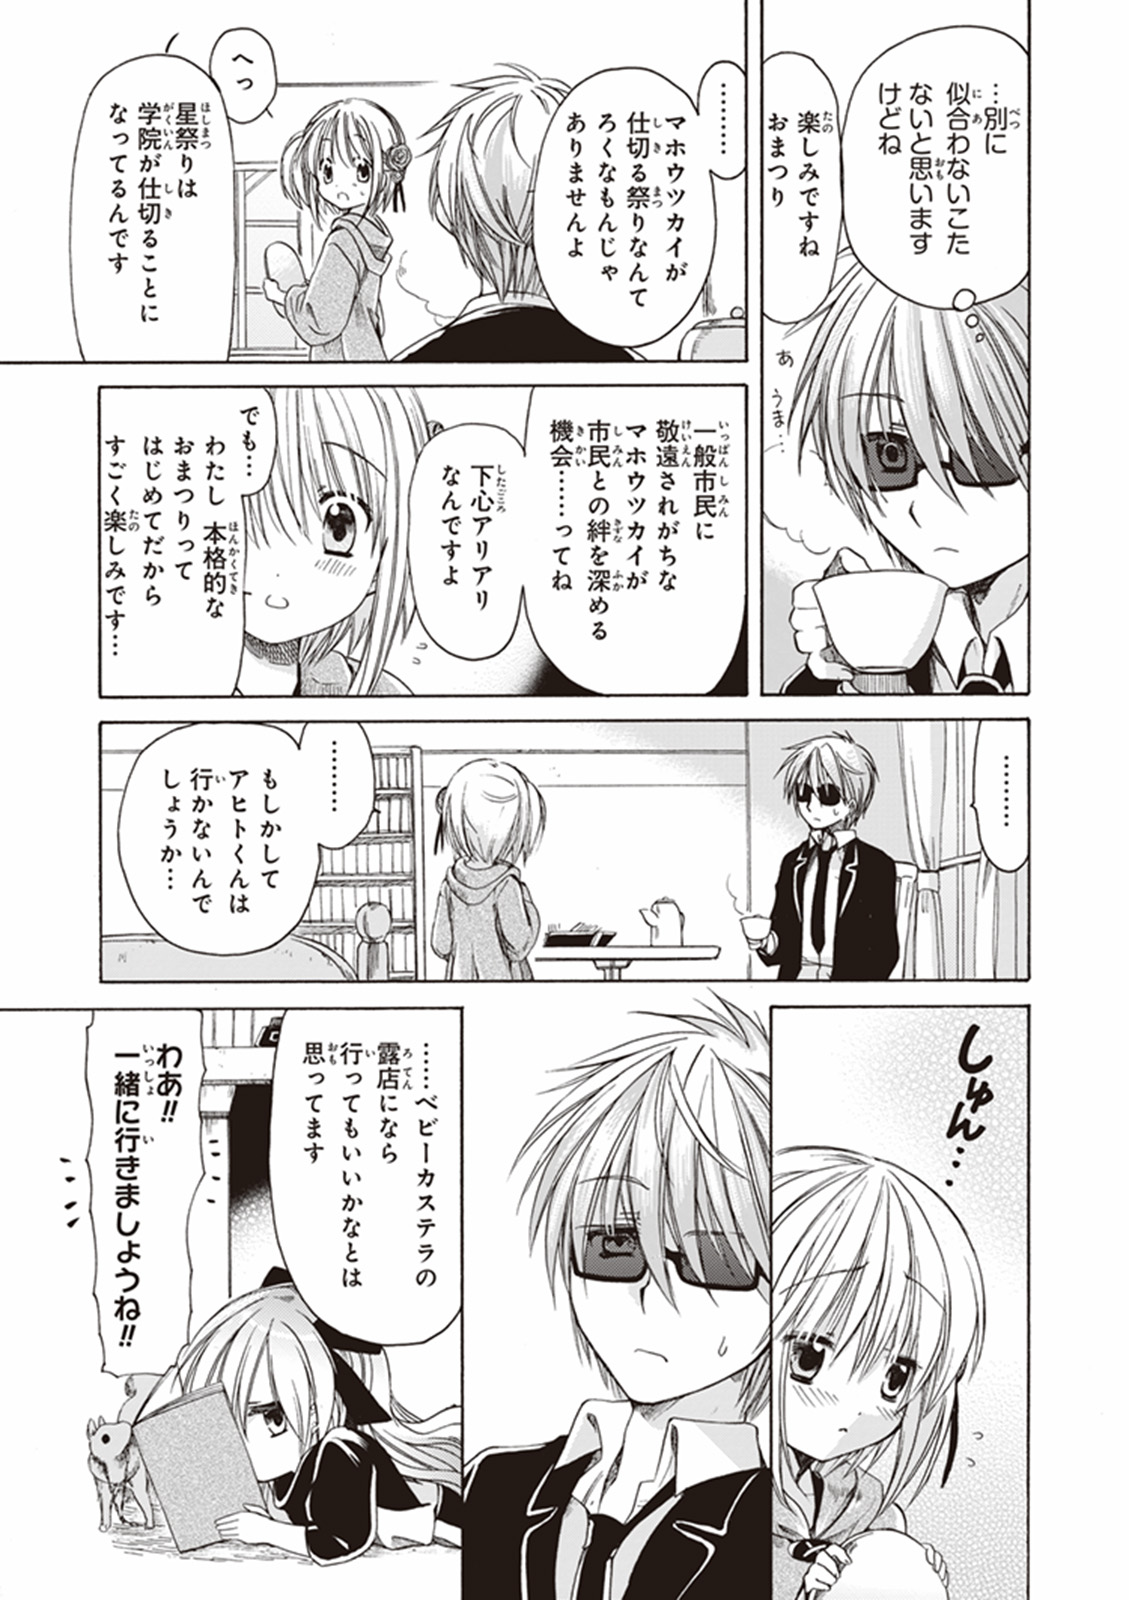 …別に
似合わないこた
ないと思います
けどね
楽しみですね
おまつり
あ
うま…
………
マホウツカイが
仕切る祭りなんて
ろくなもんじゃ
ありませんよ
へっ
星祭りは
学院が仕切ることに
なってるんです
一般市民に
敬遠されがちな
マホウツカイが
市民との絆を深める
機会……ってね
下心アリアリ
なんですよ
でも…
わたし 本格的な
おまつりって
はじめてだから
すごく楽しみです…
………
………
もしかして
アヒトくんは
行かないんで
しょうか…
しゅん…
……ベビーカステラの
露店になら
行ってもいいかなとは
思ってます
わあ!!
一緒に行きましょうね!!